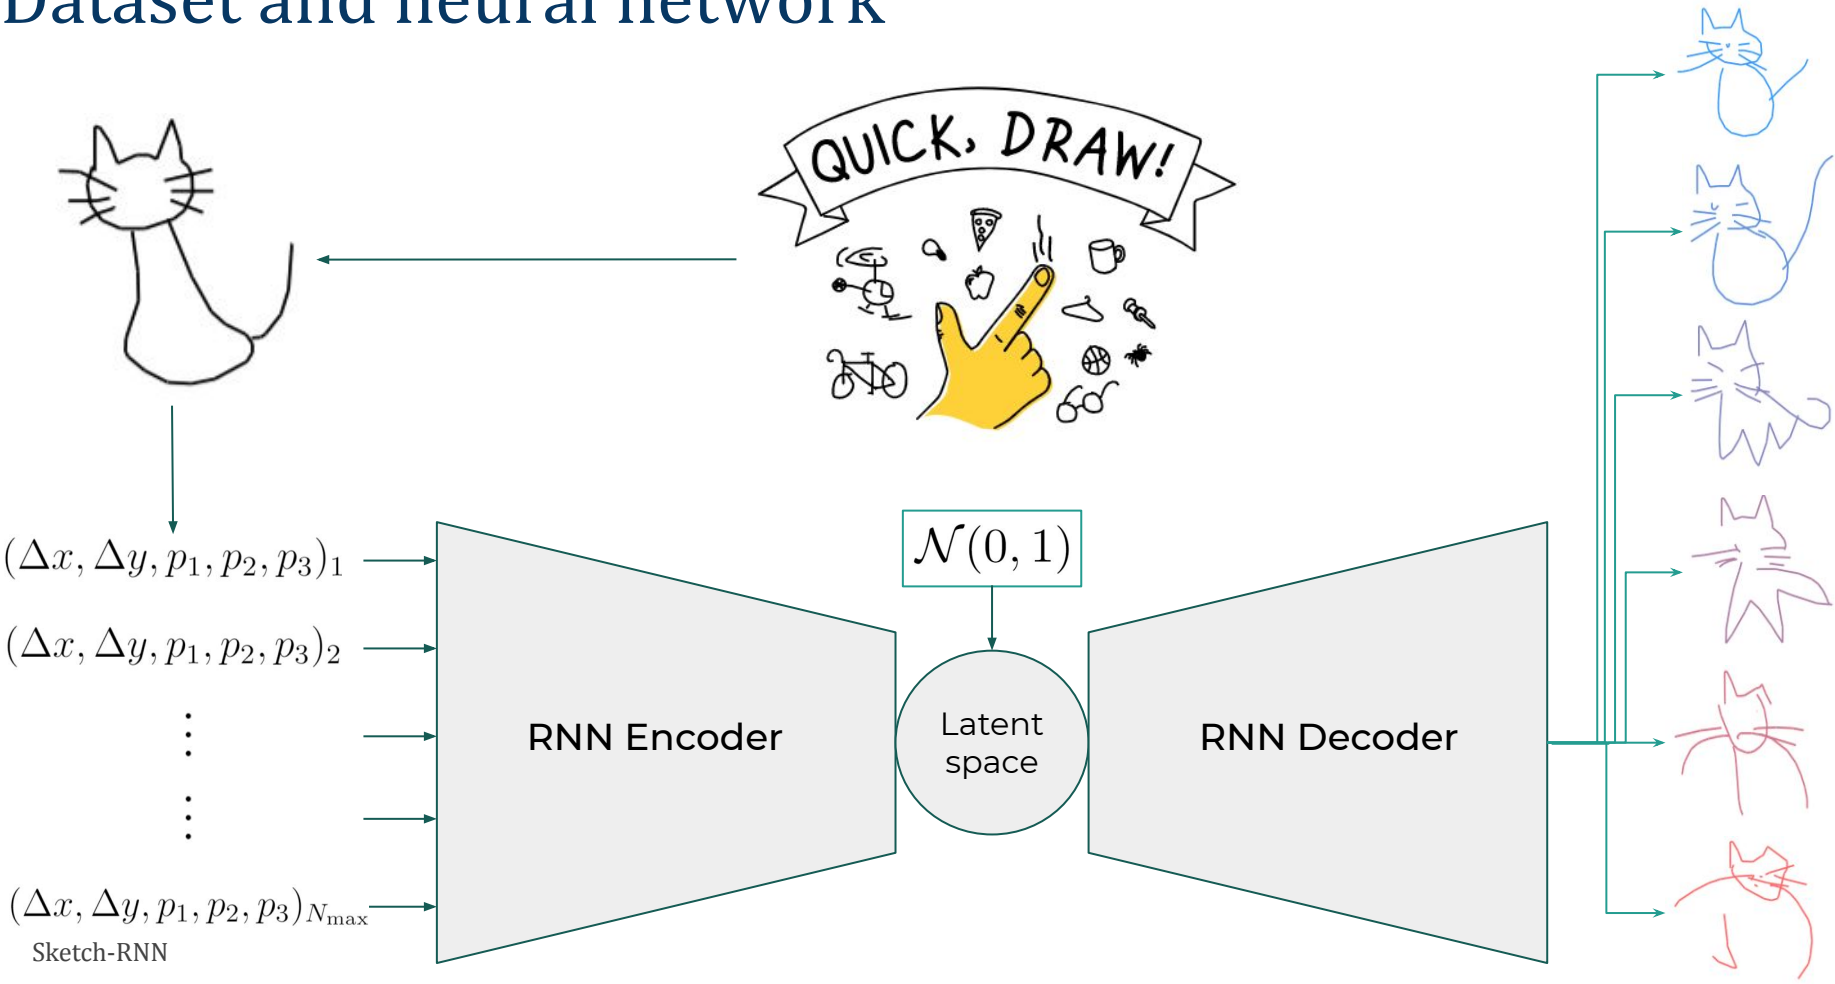 Dataset and neural network
QUICK, DRAW!
(Δx, Δy, p₁, p₂, p₃)₁
(Δx, Δy, p₁, p₂, p₃)₂
⋮
⋮
(Δx, Δy, p₁, p₂, p₃)_{N_max}
Sketch-RNN
RNN Encoder
𝒩(0, 1)
Latent
space
RNN Decoder